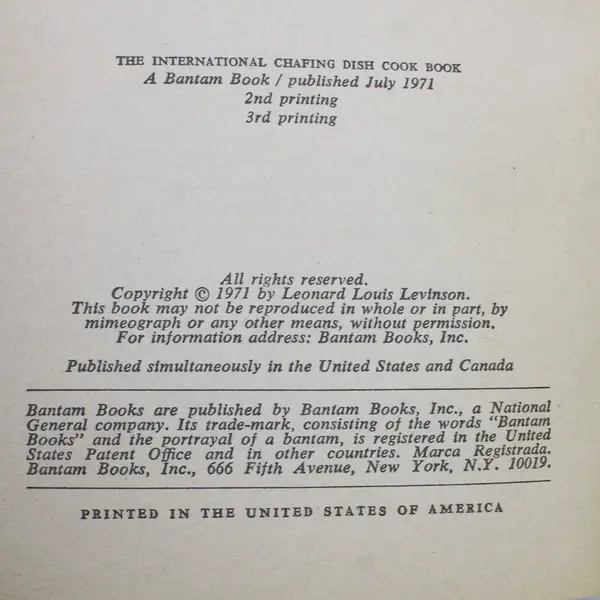 THE INTERNATIONAL CHAFING DISH COOK BOOK
A Bantam Book / published July 1971
2nd printing
3rd printing
All rights reserved.
Copyright © 1971 by Leonard Louis Levinson.
This book may not be reproduced in whole or in part, by
mimeograph or any other means, without permission.
For information address: Bantam Books, Inc.
Published simultaneously in the United States and Canada
Bantam Books are published by Bantam Books, Inc., a National
General company. Its trade-mark, consisting of the words "Bantam
Books" and the portrayal of a bantam, is registered in the United
States Patent Office and in other countries. Marca Registrada.
Bantam Books, Inc., 666 Fifth Avenue, New York, N.Y. 10019.
PRINTED IN THE UNITED STATES OF AMERICA